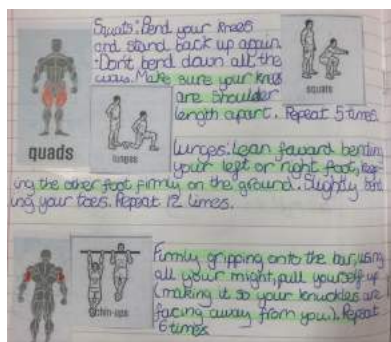 Squats: Bend your knees
and stand back up again.
Don't bend down all the
way. Make sure your knees
are shoulder
length apart. Repeat 5 times
squats
quads
lunges
Lunges: Lean foward bending
your left or right foot, keep-
ing the other foot firmly on the ground. Slightly bend-
ing your toes. Repeat 12 times.
Firmly gripping onto the bar, using
all your might, pull yourself up
(making it so your knuckles are
facing away from you). Repeat
6 times
chin-ups